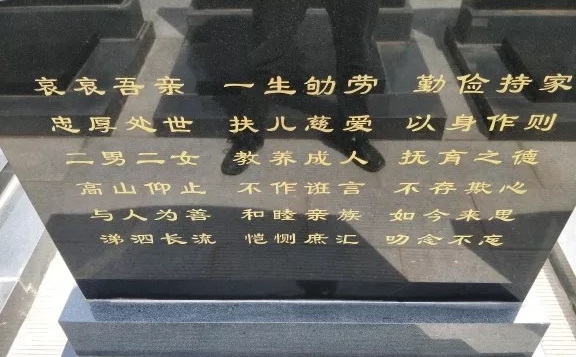 哀哀吾亲 一生劬劳 勤俭持家
忠厚处世 扶儿慈爱 以身作则
二男二女 教养成人 抚育之德
高山仰止 不作诳言 不存欺心
与人为善 和睦亲族 如今来思
涕泗长流 恺恻庶汇 叨念不忘